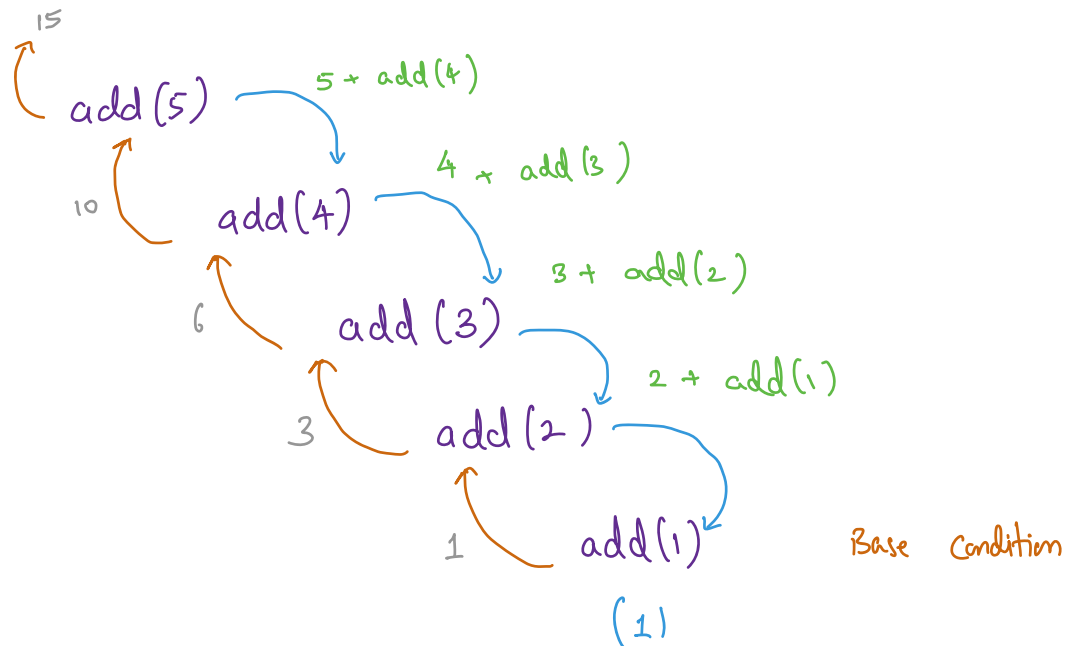 15
5 + add(4)
add(5)
4 + add(3)
10
add(4)
3 + add(2)
6
add(3)
2 + add(1)
3
add(2)
1
add(1)
Base Condition
(1)